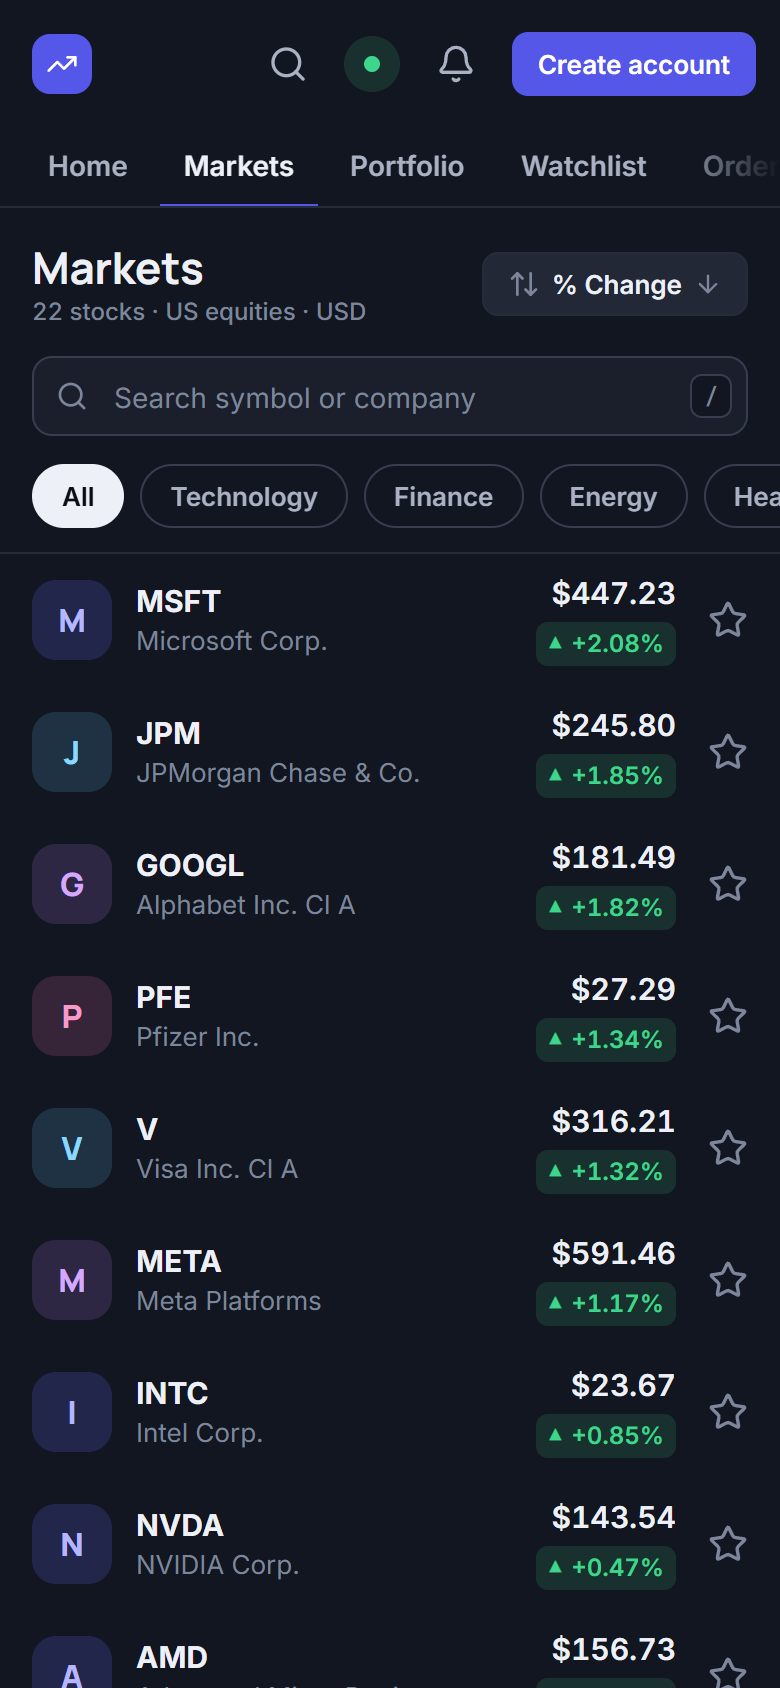 Create account
Home Markets Portfolio Watchlist Order
Markets
22 stocks · US equities · USD
% Change
Search symbol or company /
All Technology Finance Energy Hea
M MSFT $447.23
Microsoft Corp. ▲ +2.08%
J JPM $245.80
JPMorgan Chase & Co. ▲ +1.85%
G GOOGL $181.49
Alphabet Inc. Cl A ▲ +1.82%
P PFE $27.29
Pfizer Inc. ▲ +1.34%
V V $316.21
Visa Inc. Cl A ▲ +1.32%
M META $591.46
Meta Platforms ▲ +1.17%
I INTC $23.67
Intel Corp. ▲ +0.85%
N NVDA $143.54
NVIDIA Corp. ▲ +0.47%
A AMD $156.73